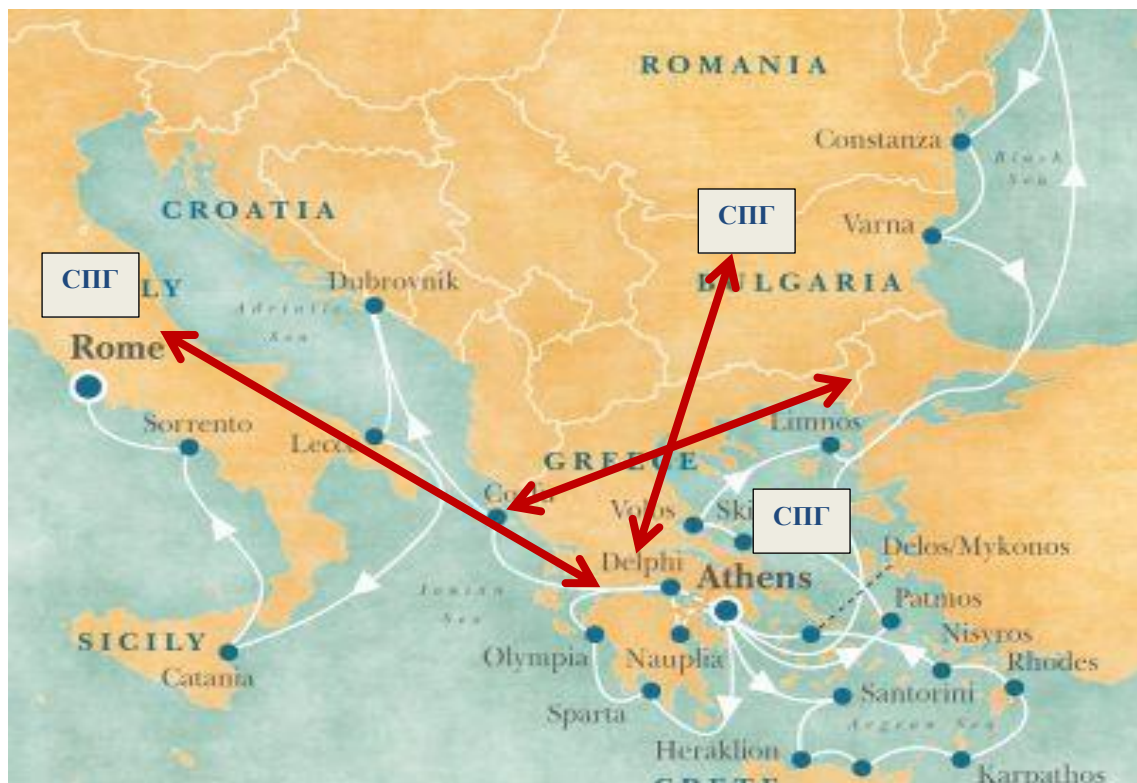 ROMANIA
Constanza
Black
Sea
СПГ
CROATIA
Varna
СПГ
LY
Dubrovnik
BULGARIA
Adriatic
Sea
Rome
Sorrento
Lecce
Limnos
GREECE
Volos
Ski
СПГ
Delphi
Athens
Delos/Mykonos
Ionian
Sea
Patmos
SICILY
Olympia
Nauplia
Nisyros
Rhodes
Catania
Sparta
Santorini
Aegean Sea
Heraklion
Karpathos
CRETE